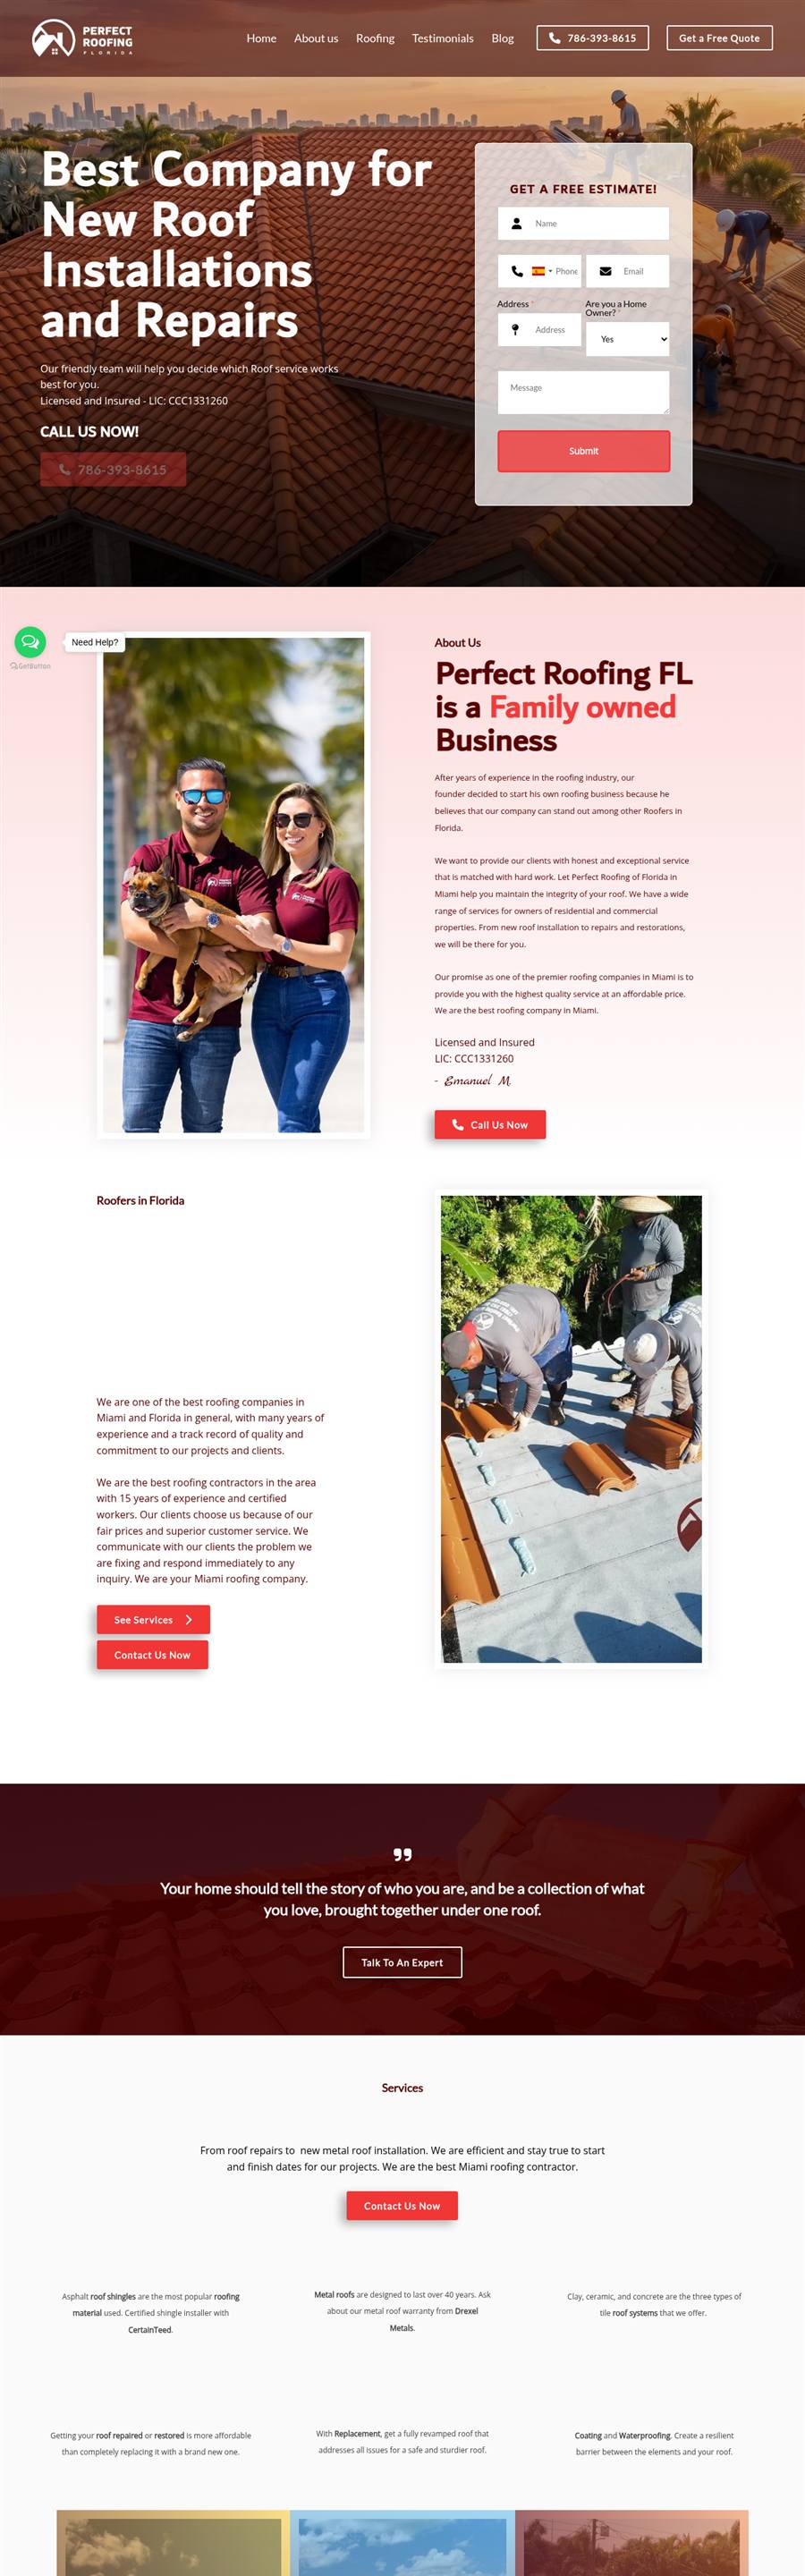 PERFECT
ROOFING
FLORIDA
Home
About us
Roofing
Testimonials
Blog
786-393-8615
Get a Free Quote
Best Company for
New Roof
Installations
and Repairs
Our friendly team will help you decide which Roof service works
best for you.
Licensed and Insured - LIC: CCC1331260
CALL US NOW!
786-393-8615
GET A FREE ESTIMATE!
Name
Phone
Email
Address *
Are you a Home
Owner? *
Address
Yes
Message
Submit
Need Help?
GetButton
About Us
Perfect Roofing FL
is a Family owned
Business
After years of experience in the roofing industry, our
founder decided to start his own roofing business because he
believes that our company can stand out among other Roofers in
Florida.
We want to provide our clients with honest and exceptional service
that is matched with hard work. Let Perfect Roofing of Florida in
Miami help you maintain the integrity of your roof. We have a wide
range of services for owners of residential and commercial
properties. From new roof installation to repairs and restorations,
we will be there for you.
Our promise as one of the premier roofing companies in Miami is to
provide you with the highest quality service at an affordable price.
We are the best roofing company in Miami.
Licensed and Insured
LIC: CCC1331260
- Emanuel M.
Call Us Now
Roofers in Florida
We are one of the best roofing companies in
Miami and Florida in general, with many years of
experience and a track record of quality and
commitment to our projects and clients.
We are the best roofing contractors in the area
with 15 years of experience and certified
workers. Our clients choose us because of our
fair prices and superior customer service. We
communicate with our clients the problem we
are fixing and respond immediately to any
inquiry. We are your Miami roofing company.
See Services
Contact Us Now
Your home should tell the story of who you are, and be a collection of what
you love, brought together under one roof.
Talk To An Expert
Services
From roof repairs to new metal roof installation. We are efficient and stay true to start
and finish dates for our projects. We are the best Miami roofing contractor.
Contact Us Now
Asphalt roof shingles are the most popular roofing
material used. Certified shingle installer with
CertainTeed.
Metal roofs are designed to last over 40 years. Ask
about our metal roof warranty from Drexel
Metals.
Clay, ceramic, and concrete are the three types of
tile roof systems that we offer.
Getting your roof repaired or restored is more affordable
than completely replacing it with a brand new one.
With Replacement, get a fully revamped roof that
addresses all issues for a safe and sturdier roof.
Coating and Waterproofing. Create a resilient
barrier between the elements and your roof.